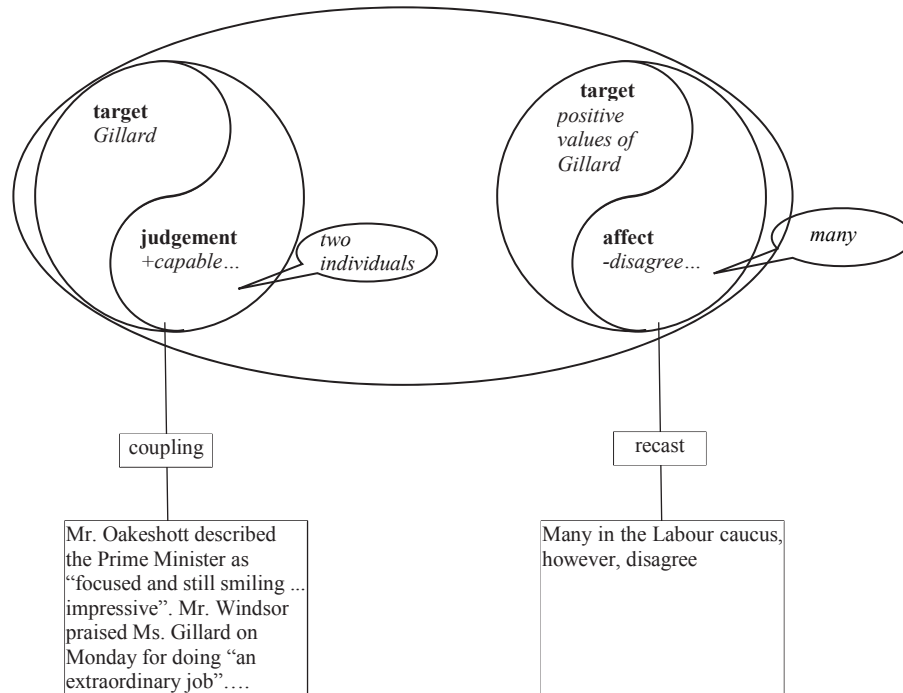 target
Gillard
judgement
+capable…
two
individuals
target
positive
values of
Gillard
affect
-disagree…
many
coupling
recast
Mr. Oakeshott described
the Prime Minister as
“focused and still smiling ...
impressive”. Mr. Windsor
praised Ms. Gillard on
Monday for doing “an
extraordinary job”….
Many in the Labour caucus,
however, disagree